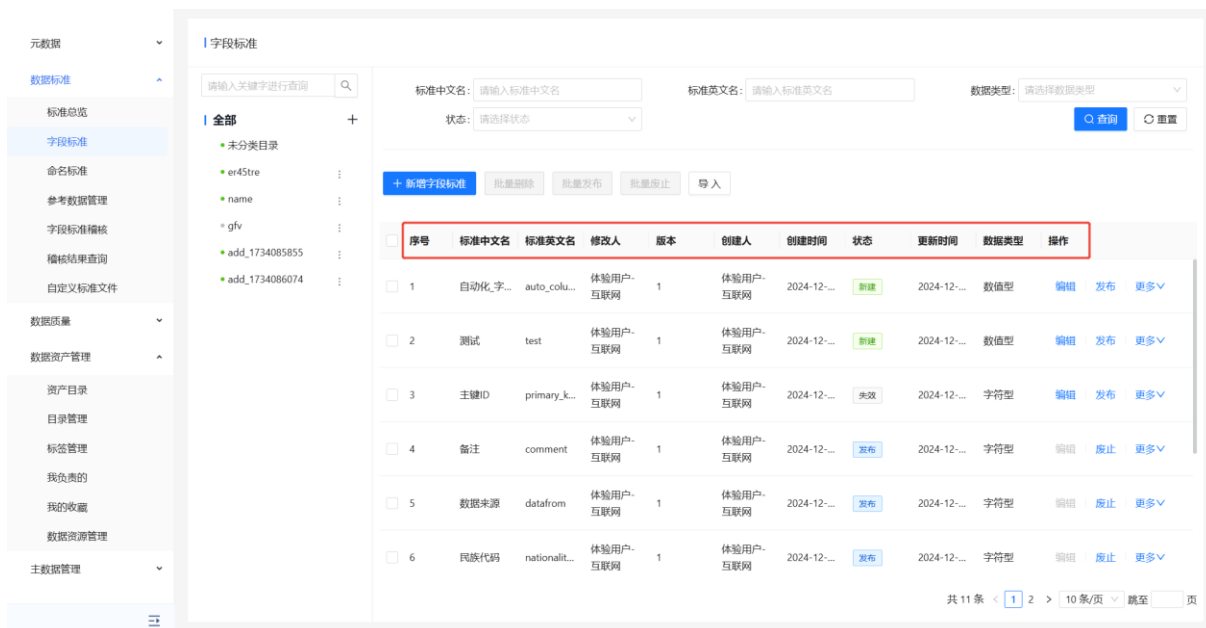 元数据
数据标准
标准总览
字段标准
命名标准
参考数据管理
字段标准稽核
稽核结果查询
自定义标准文件
数据质量
数据资产管理
资产目录
目录管理
标签管理
我负责的
我的收藏
数据资源管理
主数据管理
字段标准
请输入关键字进行查询
全部
未分类目录
er45tre
name
gfv
add_1734085855
add_1734086074
标准中文名: 请输入标准中文名 标准英文名: 请输入标准英文名 数据类型: 请选择数据类型
状态: 请选择状态 查询 重置
新增字段标准 批量删除 批量发布 批量废止 导入
序号 标准中文名 标准英文名 修改人 版本 创建人 创建时间 状态 更新时间 数据类型 操作
1 自动化_字... auto_colu... 体验用户-互联网 1 体验用户-互联网 2024-12-... 新建 2024-12-... 数值型 编辑 发布 更多
2 测试 test 体验用户-互联网 1 体验用户-互联网 2024-12-... 新建 2024-12-... 数值型 编辑 发布 更多
3 主键ID primary_k... 体验用户-互联网 1 体验用户-互联网 2024-12-... 失效 2024-12-... 字符型 编辑 发布 更多
4 备注 comment 体验用户-互联网 1 体验用户-互联网 2024-12-... 发布 2024-12-... 字符型 编辑 废止 更多
5 数据来源 datafrom 体验用户-互联网 1 体验用户-互联网 2024-12-... 发布 2024-12-... 字符型 编辑 废止 更多
6 民族代码 nationalit... 体验用户-互联网 1 体验用户-互联网 2024-12-... 发布 2024-12-... 字符型 编辑 废止 更多
共 11 条 < 1 2 > 10 条/页 跳至 页